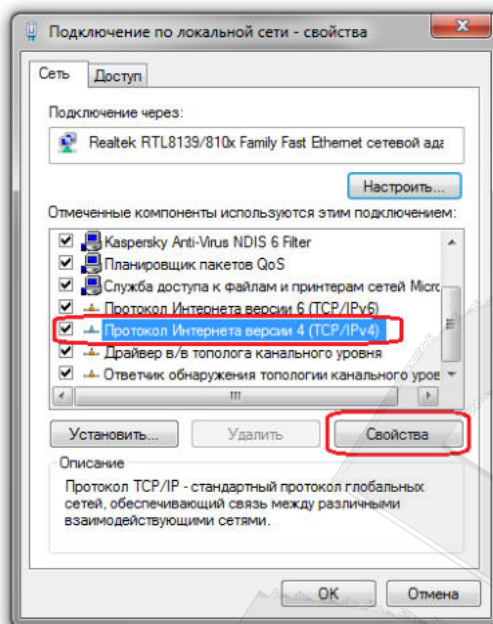 Подключение по локальной сети - свойства
Сеть Доступ
Подключение через:
Realtek RTL8139/810x Family Fast Ethernet сетевой ада
Настроить...
Отмеченные компоненты используются этим подключением:
Kaspersky Anti-Virus NDIS 6 Filter
Планировщик пакетов QoS
Служба доступа к файлам и принтерам сетей Micro
Протокол Интернета версии 6 (TCP/IPv6)
Протокол Интернета версии 4 (TCP/IPv4)
Драйвер в/в тополога канального уровня
Ответчик обнаружения топологии канального уров
Установить... Удалить Свойства
Описание
Протокол TCP/IP - стандартный протокол глобальных
сетей, обеспечивающий связь между различными
взаимодействующими сетями.
OK Отмена